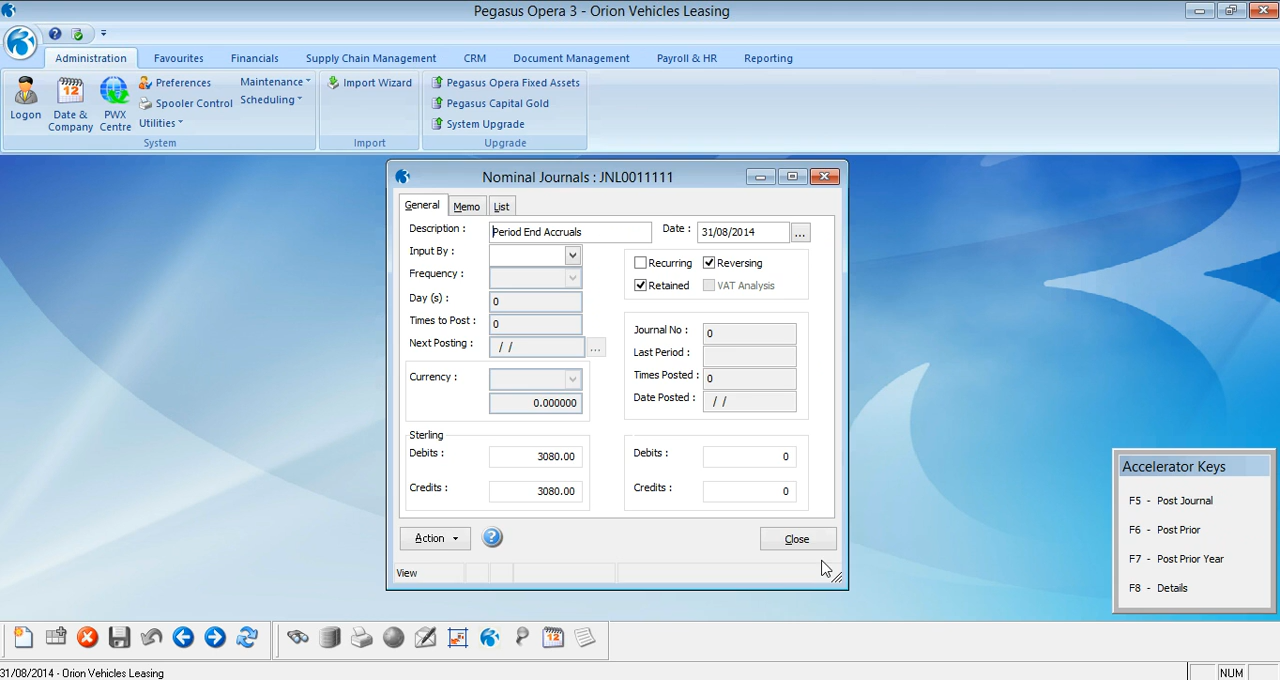 Pegasus Opera 3 - Orion Vehicles Leasing
Administration Favourites Financials Supply Chain Management CRM Document Management Payroll & HR Reporting
Logon
Date & Company
PWX Centre
Preferences
Spooler Control
Utilities
Maintenance
Scheduling
System
Import Wizard
Import
Pegasus Opera Fixed Assets
Pegasus Capital Gold
System Upgrade
Upgrade
Nominal Journals : JNL0011111
General Memo List
Description : Period End Accruals Date : 31/08/2014 ...
Input By :
Recurring Reversing
Frequency :
Retained VAT Analysis
Day (s) : 0
Times to Post : 0
Next Posting : / / ...
Journal No : 0
Last Period :
Times Posted : 0
Date Posted : / /
Currency :
0.000000
Sterling
Debits : 3080.00 Debits : 0
Credits : 3080.00 Credits : 0
Action Close
View
Accelerator Keys
F5 - Post Journal
F6 - Post Prior
F7 - Post Prior Year
F8 - Details
31/08/2014 - Orion Vehicles Leasing NUM